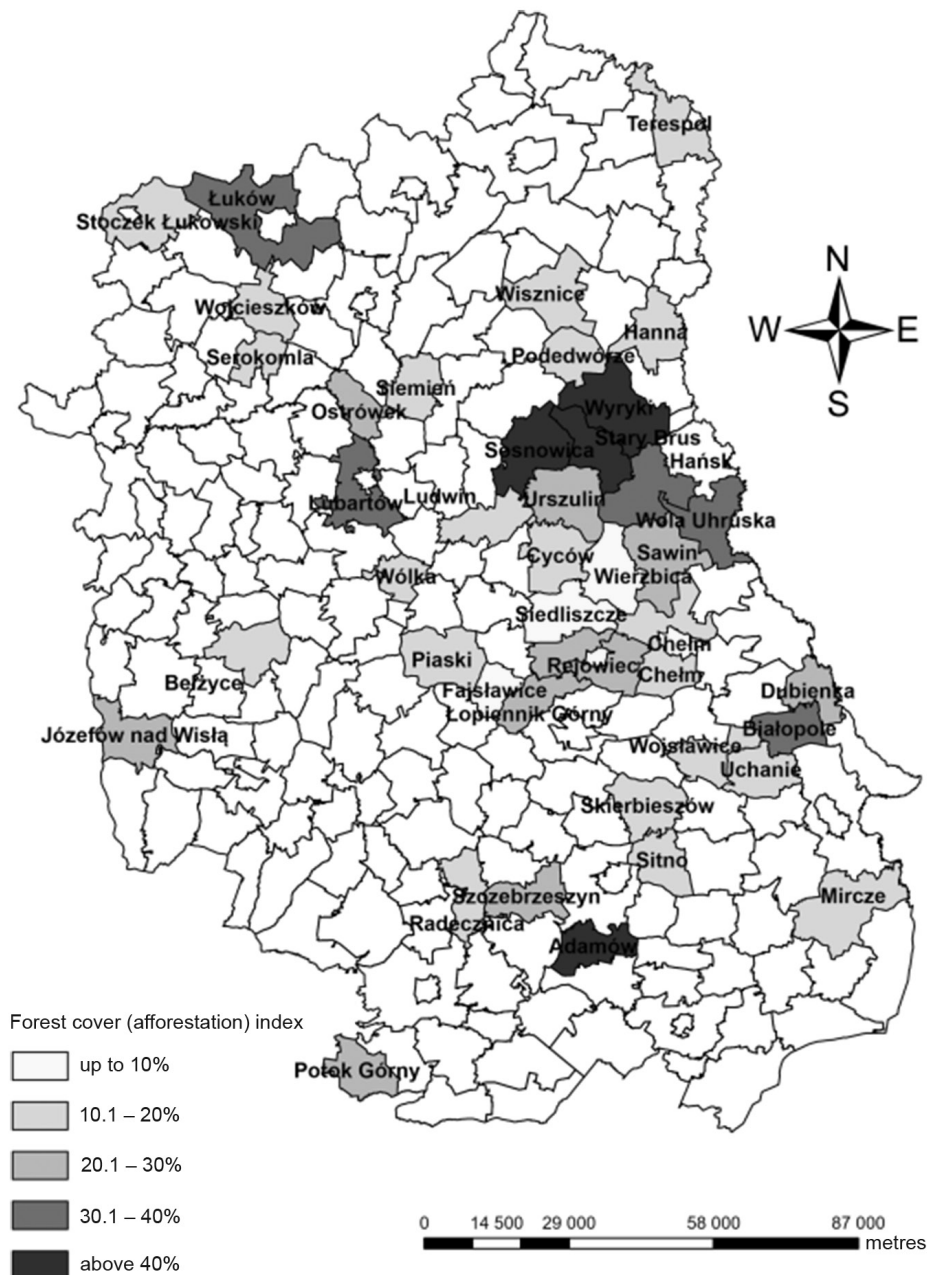 Terespol
Łuków
Stoczek Łukowski
N
W
E
S
Wisznice
Wojcieszków
Hanna
Podedwórze
Serokomla
Siemień
Ostrówek
Wyryki
Stary Brus
Sosnowica
Hańsk
Ludwin
Urszulin
Lubartów
Wola Uhruska
Cyców
Sawin
Wólka
Wierzbica
Siedliszcze
Chełm
Piaski
Rejowiec
Chełm
Bełżyce
Fajsławice
Dubienka
Łopiennik Górny
Józefów nad Wisłą
Białopole
Wojsławice
Uchanie
Skierbieszów
Sitno
Szczebrzeszyn
Mircze
Radecznica
Adamów
Potok Górny
Forest cover (afforestation) index
up to 10%
10.1 – 20%
20.1 – 30%
30.1 – 40%
above 40%
0 14 500 29 000 58 000 87 000
metres